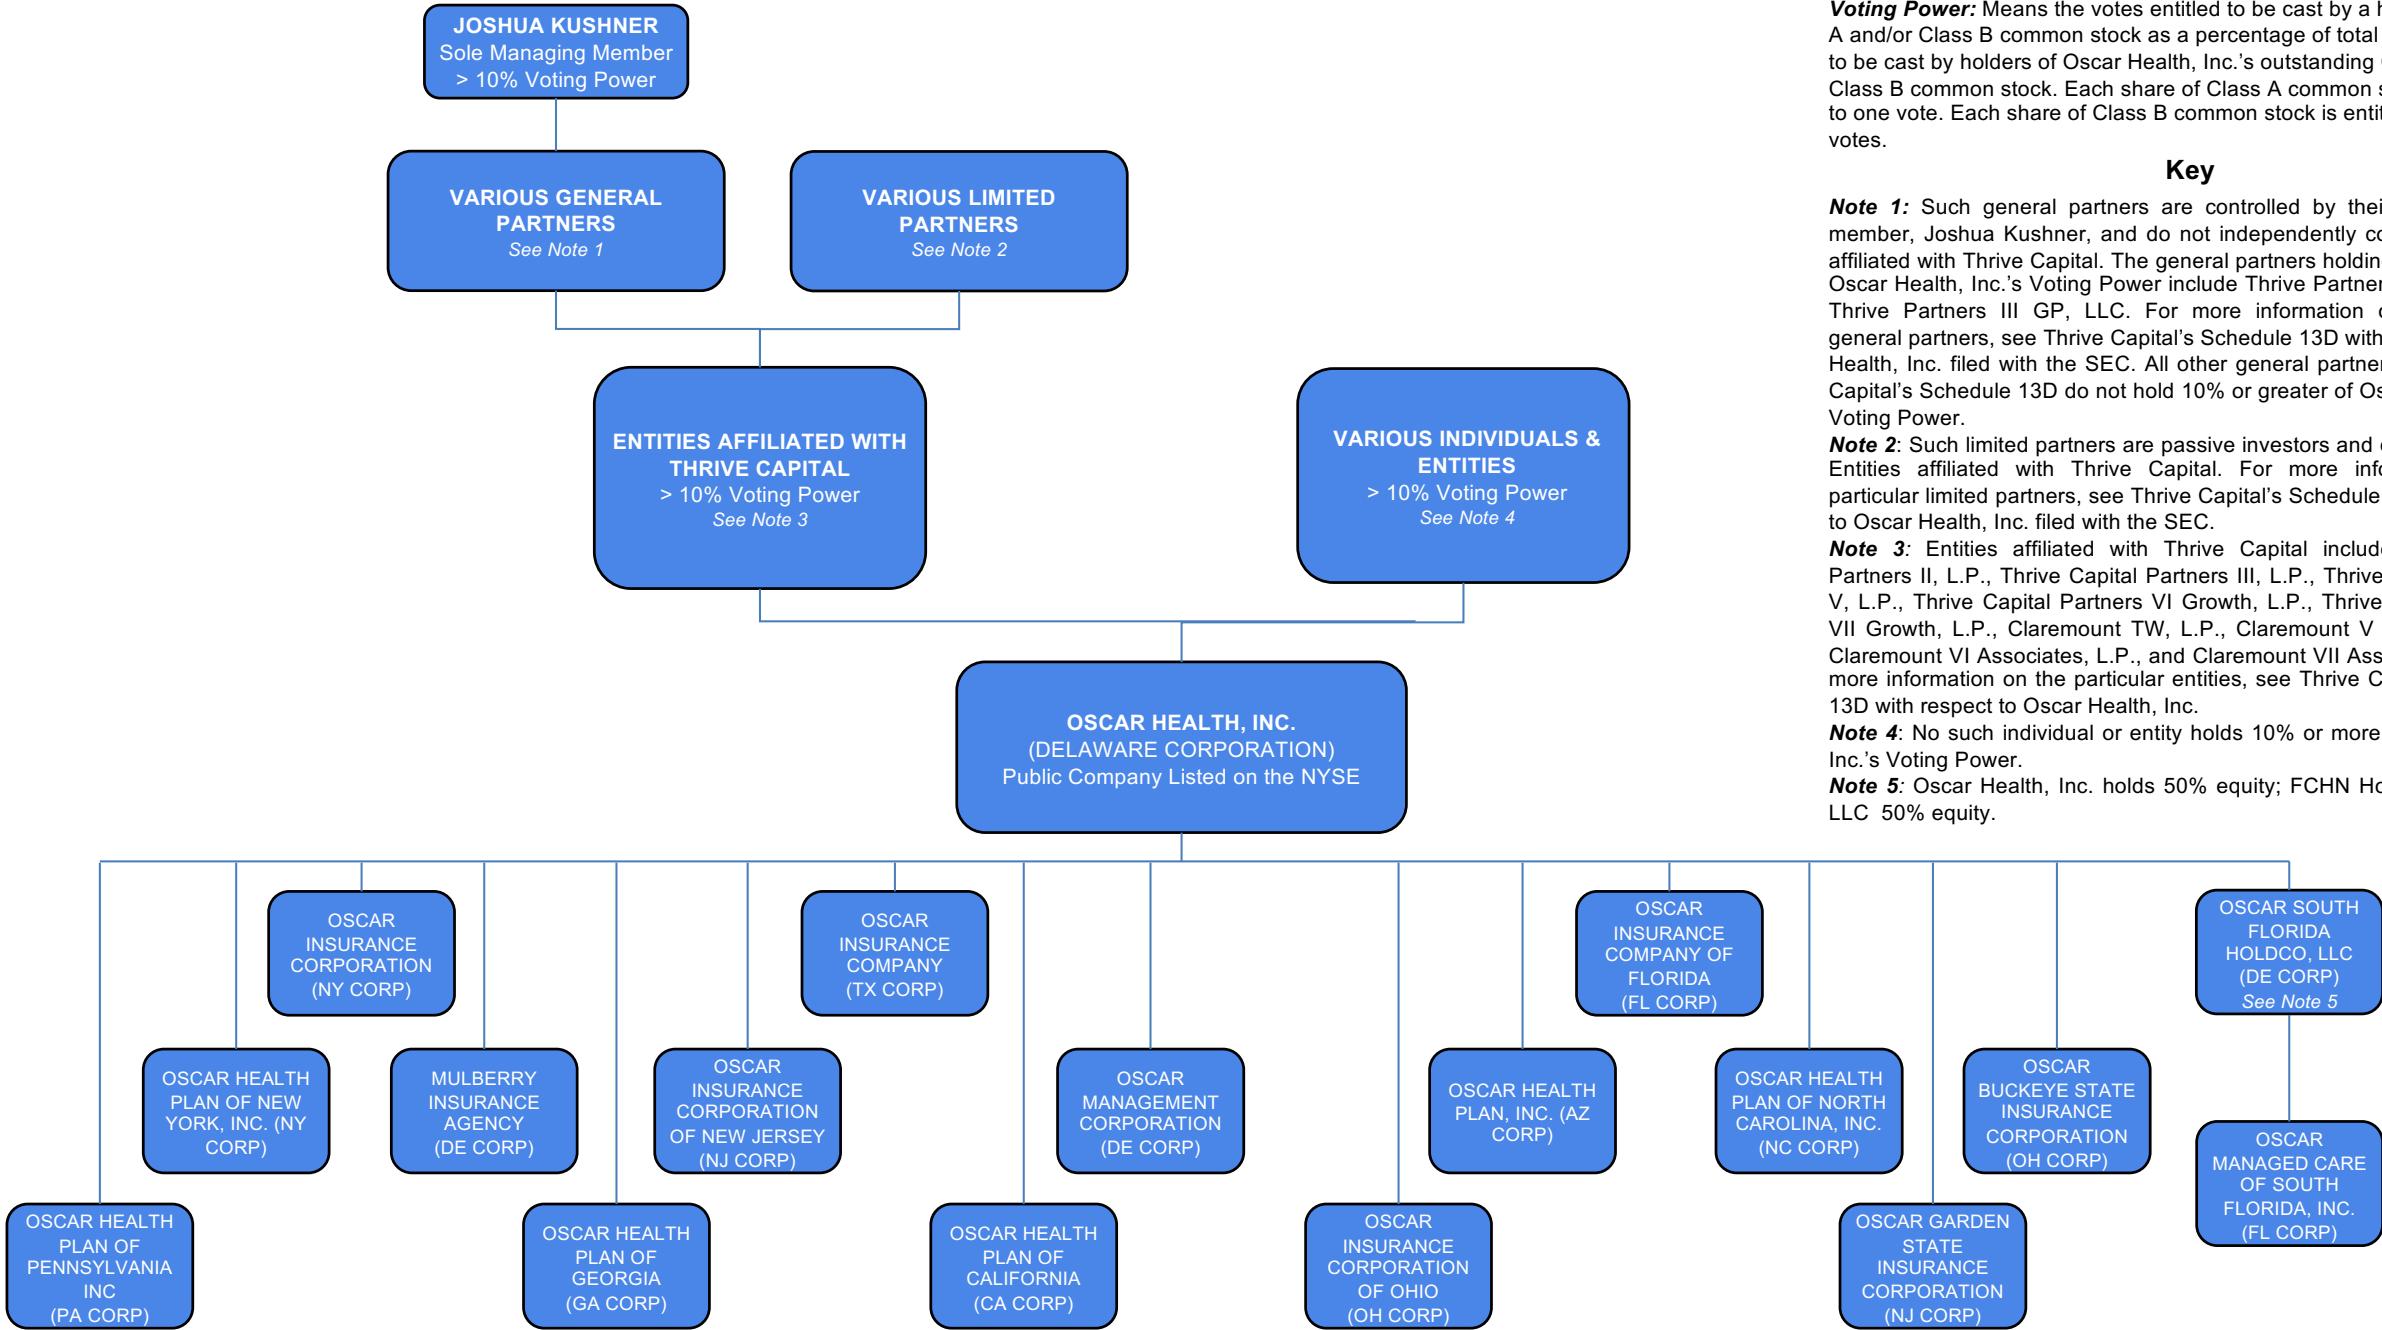 JOSHUA KUSHNER
Sole Managing Member
> 10% Voting Power
VARIOUS GENERAL
PARTNERS
See Note 1
VARIOUS LIMITED
PARTNERS
See Note 2
ENTITIES AFFILIATED WITH
THRIVE CAPITAL
> 10% Voting Power
See Note 3
VARIOUS INDIVIDUALS &
ENTITIES
> 10% Voting Power
See Note 4
OSCAR HEALTH, INC.
(DELAWARE CORPORATION)
Public Company Listed on the NYSE
Voting Power: Means the votes entitled to be cast by a
A and/or Class B common stock as a percentage of total
to be cast by holders of Oscar Health, Inc.'s outstanding
Class B common stock. Each share of Class A common
to one vote. Each share of Class B common stock is
votes.
Key
Note 1: Such general partners are controlled by
member, Joshua Kushner, and do not independently
affiliated with Thrive Capital. The general partners
Oscar Health, Inc.'s Voting Power include Thrive
Thrive Partners III GP, LLC. For more information
general partners, see Thrive Capital's Schedule 13D with
Health, Inc. filed with the SEC. All other general
Capital's Schedule 13D do not hold 10% or greater of
Voting Power.
Note 2: Such limited partners are passive investors and
Entities affiliated with Thrive Capital. For more
particular limited partners, see Thrive Capital's Schedule
to Oscar Health, Inc. filed with the SEC.
Note 3: Entities affiliated with Thrive Capital
Partners II, L.P., Thrive Capital Partners III, L.P., Thrive
V, L.P., Thrive Capital Partners VI Growth, L.P., Thrive
VII Growth, L.P., Claremount TW, L.P., Claremount V
Claremount VI Associates, L.P., and Claremount VII
more information on the particular entities, see Thrive
13D with respect to Oscar Health, Inc.
Note 4: No such individual or entity holds 10% or more
Inc.'s Voting Power.
Note 5: Oscar Health, Inc. holds 50% equity; FCHN
LLC 50% equity.
OSCAR
INSURANCE
CORPORATION
(NY CORP)
OSCAR
INSURANCE
COMPANY
(TX CORP)
OSCAR
INSURANCE
COMPANY OF
FLORIDA
(FL CORP)
OSCAR SOUTH
FLORIDA
HOLDCO, LLC
(DE CORP)
See Note 5
OSCAR HEALTH
PLAN OF NEW
YORK, INC. (NY
CORP)
MULBERRY
INSURANCE
AGENCY
(DE CORP)
OSCAR
INSURANCE
CORPORATION
OF NEW JERSEY
(NJ CORP)
OSCAR
MANAGEMENT
CORPORATION
(DE CORP)
OSCAR HEALTH
PLAN, INC. (AZ
CORP)
OSCAR HEALTH
PLAN OF NORTH
CAROLINA, INC.
(NC CORP)
OSCAR
BUCKEYE STATE
INSURANCE
CORPORATION
(OH CORP)
OSCAR
MANAGED CARE
OF SOUTH
FLORIDA, INC.
(FL CORP)
OSCAR HEALTH
PLAN OF
PENNSYLVANIA
INC
(PA CORP)
OSCAR HEALTH
PLAN OF
GEORGIA
(GA CORP)
OSCAR HEALTH
PLAN OF
CALIFORNIA
(CA CORP)
OSCAR
INSURANCE
CORPORATION
OF OHIO
(OH CORP)
OSCAR GARDEN
STATE
INSURANCE
CORPORATION
(NJ CORP)